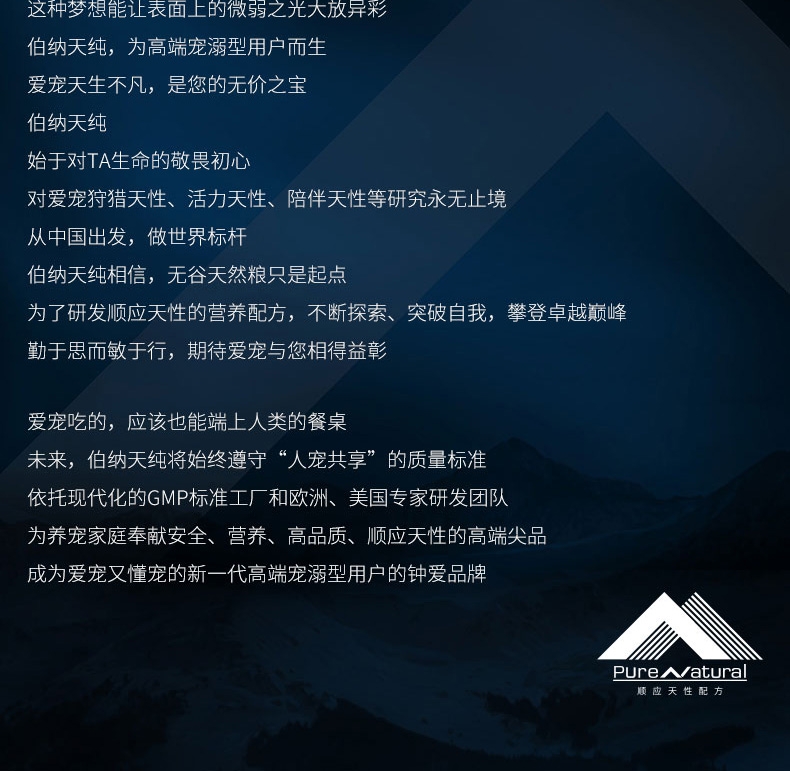 这种梦想能让表面上的微弱之光大放异彩
伯纳天纯，为高端宠溺型用户而生
爱宠天生不凡，是您的无价之宝
伯纳天纯
始于对TA生命的敬畏初心
对爱宠狩猎天性、活力天性、陪伴天性等研究永无止境
从中国出发，做世界标杆
伯纳天纯相信，无谷天然粮只是起点
为了研发顺应天性的营养配方，不断探索、突破自我，攀登卓越巅峰
勤于思而敏于行，期待爱宠与您相得益彰
爱宠吃的，应该也能端上人类的餐桌
未来，伯纳天纯将始终遵守“人宠共享”的质量标准
依托现代化的GMP标准工厂和欧洲、美国专家研发团队
为养宠家庭奉献安全、营养、高品质、顺应天性的高端尖品
成为爱宠又懂宠的新一代高端宠溺型用户的钟爱品牌
Pure Natural
顺应天性配方